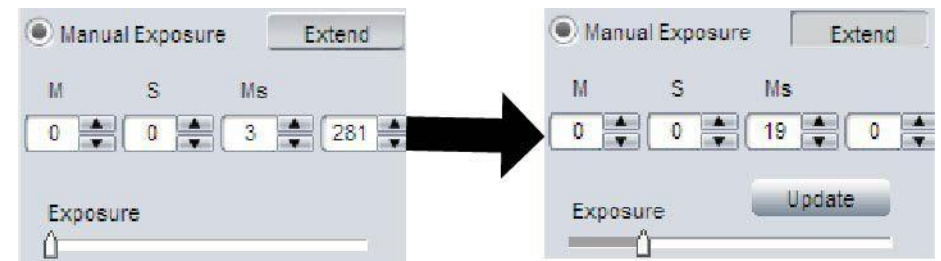 Manual Exposure Extend
M S Ms
0 0 3 281
Exposure
Manual Exposure Extend
M S Ms
0 0 19 0
Update
Exposure